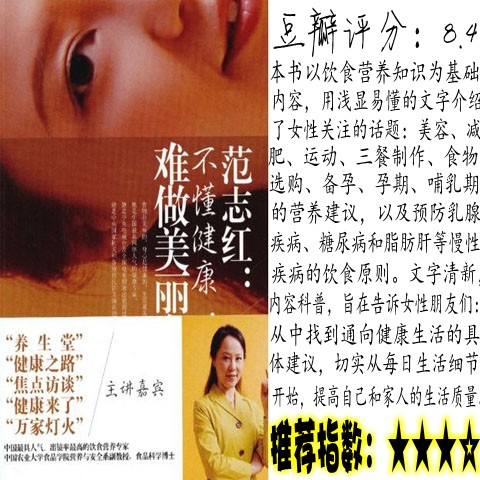 范志红：
不懂健康，
难做美丽
“养生堂”
“健康之路”
“焦点访谈”
“健康来了”
“万家灯火”
主讲嘉宾
中国最具人气、出镜率最高的饮食营养专家
中国农业大学食品学院营养与安全系副教授，食品科学博士
豆瓣评分：8.4
本书以饮食营养知识为基础
内容，用浅显易懂的文字介绍
了女性关注的话题：美容、减
肥、运动、三餐制作、食物
选购、备孕、孕期、哺乳期
的营养建议，以及预防乳腺
疾病、糖尿病和脂肪肝等慢性
疾病的饮食原则。文字清新，
内容科普，旨在告诉女性朋友们：
从中找到通向健康生活的具
体建议，切实从每日生活细节
开始，提高自己和家人的生活质量。
推荐指数：★★★☆